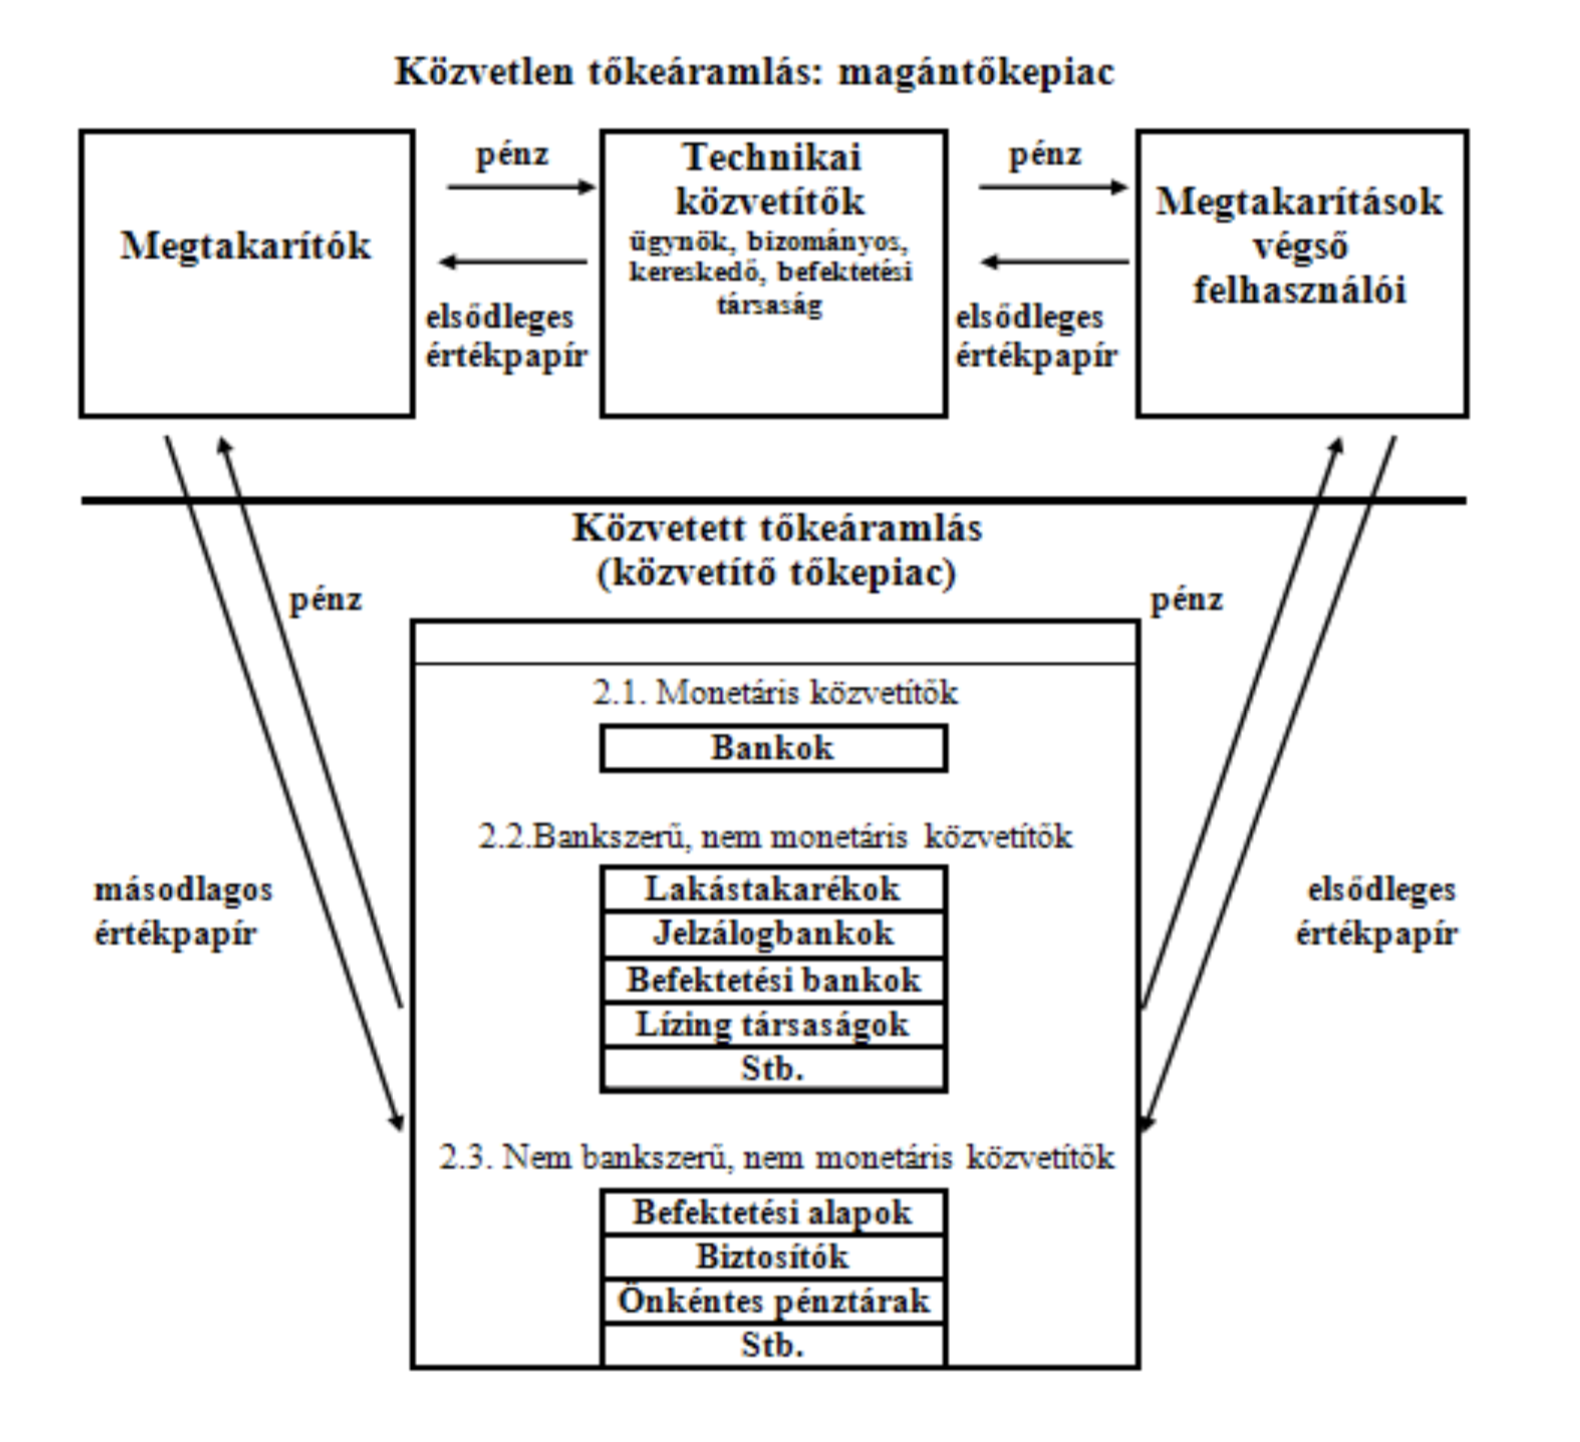 Közvetlen tőkeáramlás: magántőkepiac
Megtakarítók
pénz
elsődleges
értékpapír
Technikai
közvetítők
ügynök, bizományos,
kereskedő, befektetési
társaság
pénz
elsődleges
értékpapír
Megtakarítások
végső
felhasználói
Közvetett tőkeáramlás
(közvetítő tőkepiac)
pénz
pénz
másodlagos
értékpapír
elsődleges
értékpapír
2.1. Monetáris közvetítők
Bankok
2.2.Bankszerű, nem monetáris közvetítők
Lakástakarékok
Jelzálogbankok
Befektetési bankok
Lízing társaságok
Stb.
2.3. Nem bankszerű, nem monetáris közvetítők
Befektetési alapok
Biztosítók
Önkéntes pénztárak
Stb.